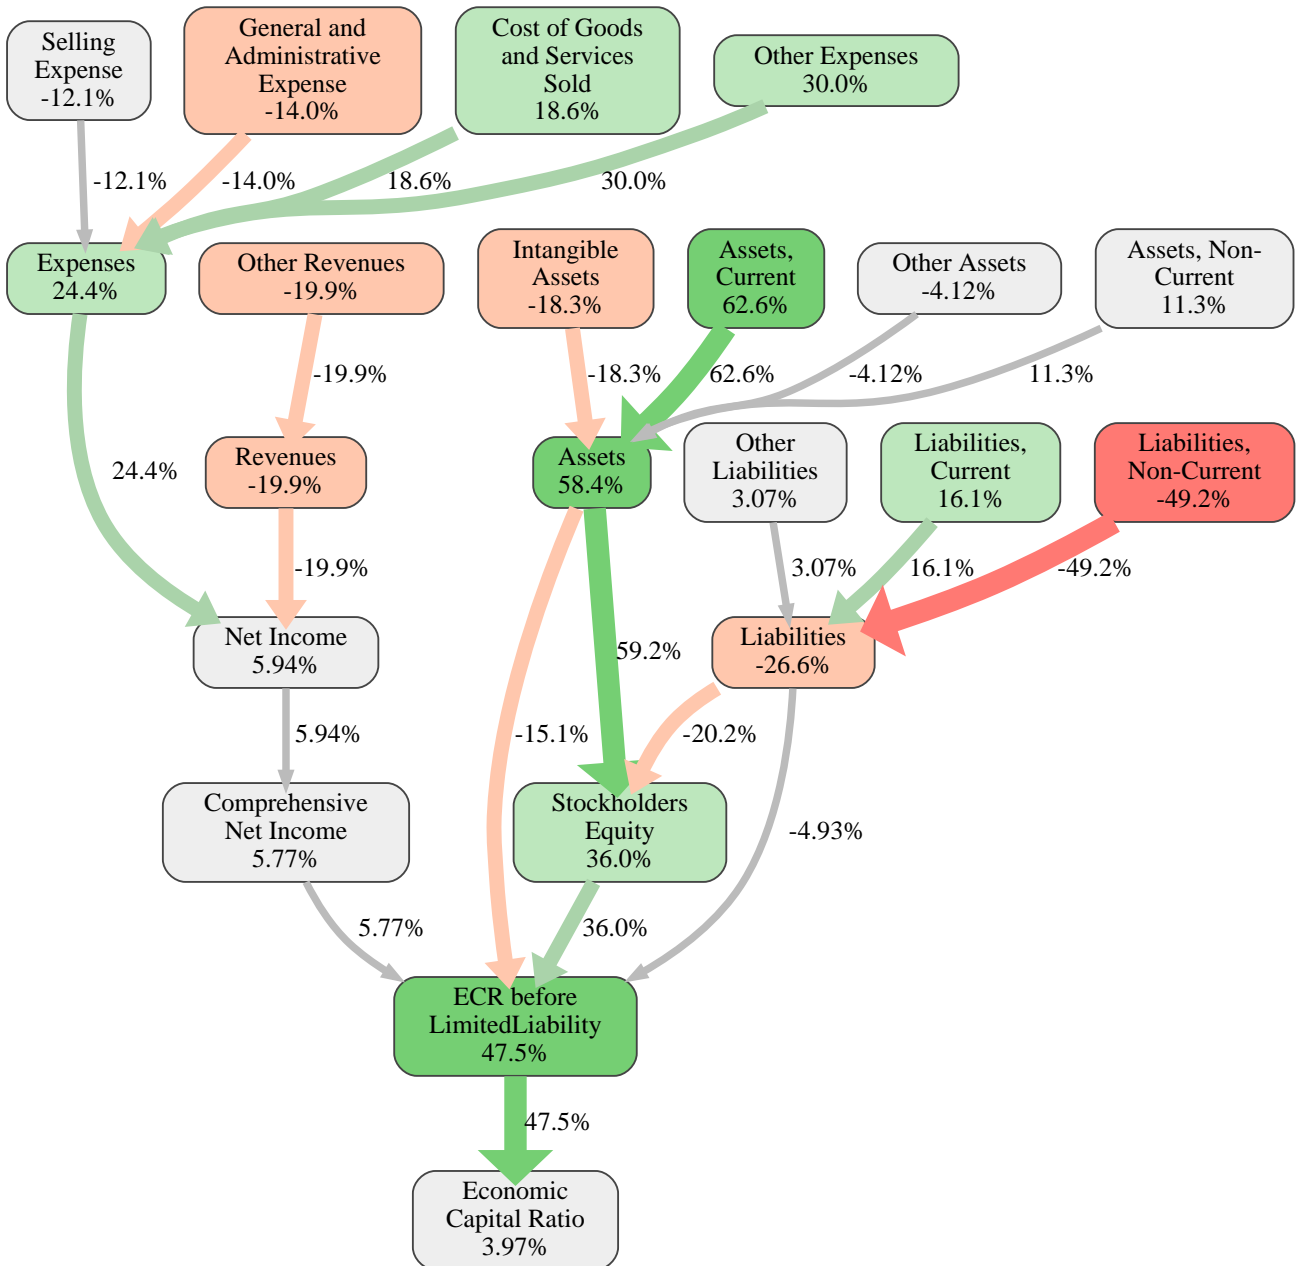 Selling
Expense
-12.1%
General and
Administrative
Expense
-14.0%
Cost of Goods
and Services
Sold
18.6%
Other Expenses
30.0%
-12.1%
-14.0%
18.6%
30.0%
Expenses
24.4%
Other Revenues
-19.9%
Intangible
Assets
-18.3%
Assets,
Current
62.6%
Other Assets
-4.12%
Assets, Non-
Current
11.3%
-19.9%
-18.3%
62.6%
-4.12%
11.3%
24.4%
Revenues
-19.9%
Assets
58.4%
Other
Liabilities
3.07%
Liabilities,
Current
16.1%
Liabilities,
Non-Current
-49.2%
-19.9%
3.07%
16.1%
-49.2%
Net Income
5.94%
59.2%
Liabilities
-26.6%
5.94%
-15.1%
-20.2%
Comprehensive
Net Income
5.77%
Stockholders
Equity
36.0%
-4.93%
5.77%
36.0%
ECR before
LimitedLiability
47.5%
47.5%
Economic
Capital Ratio
3.97%